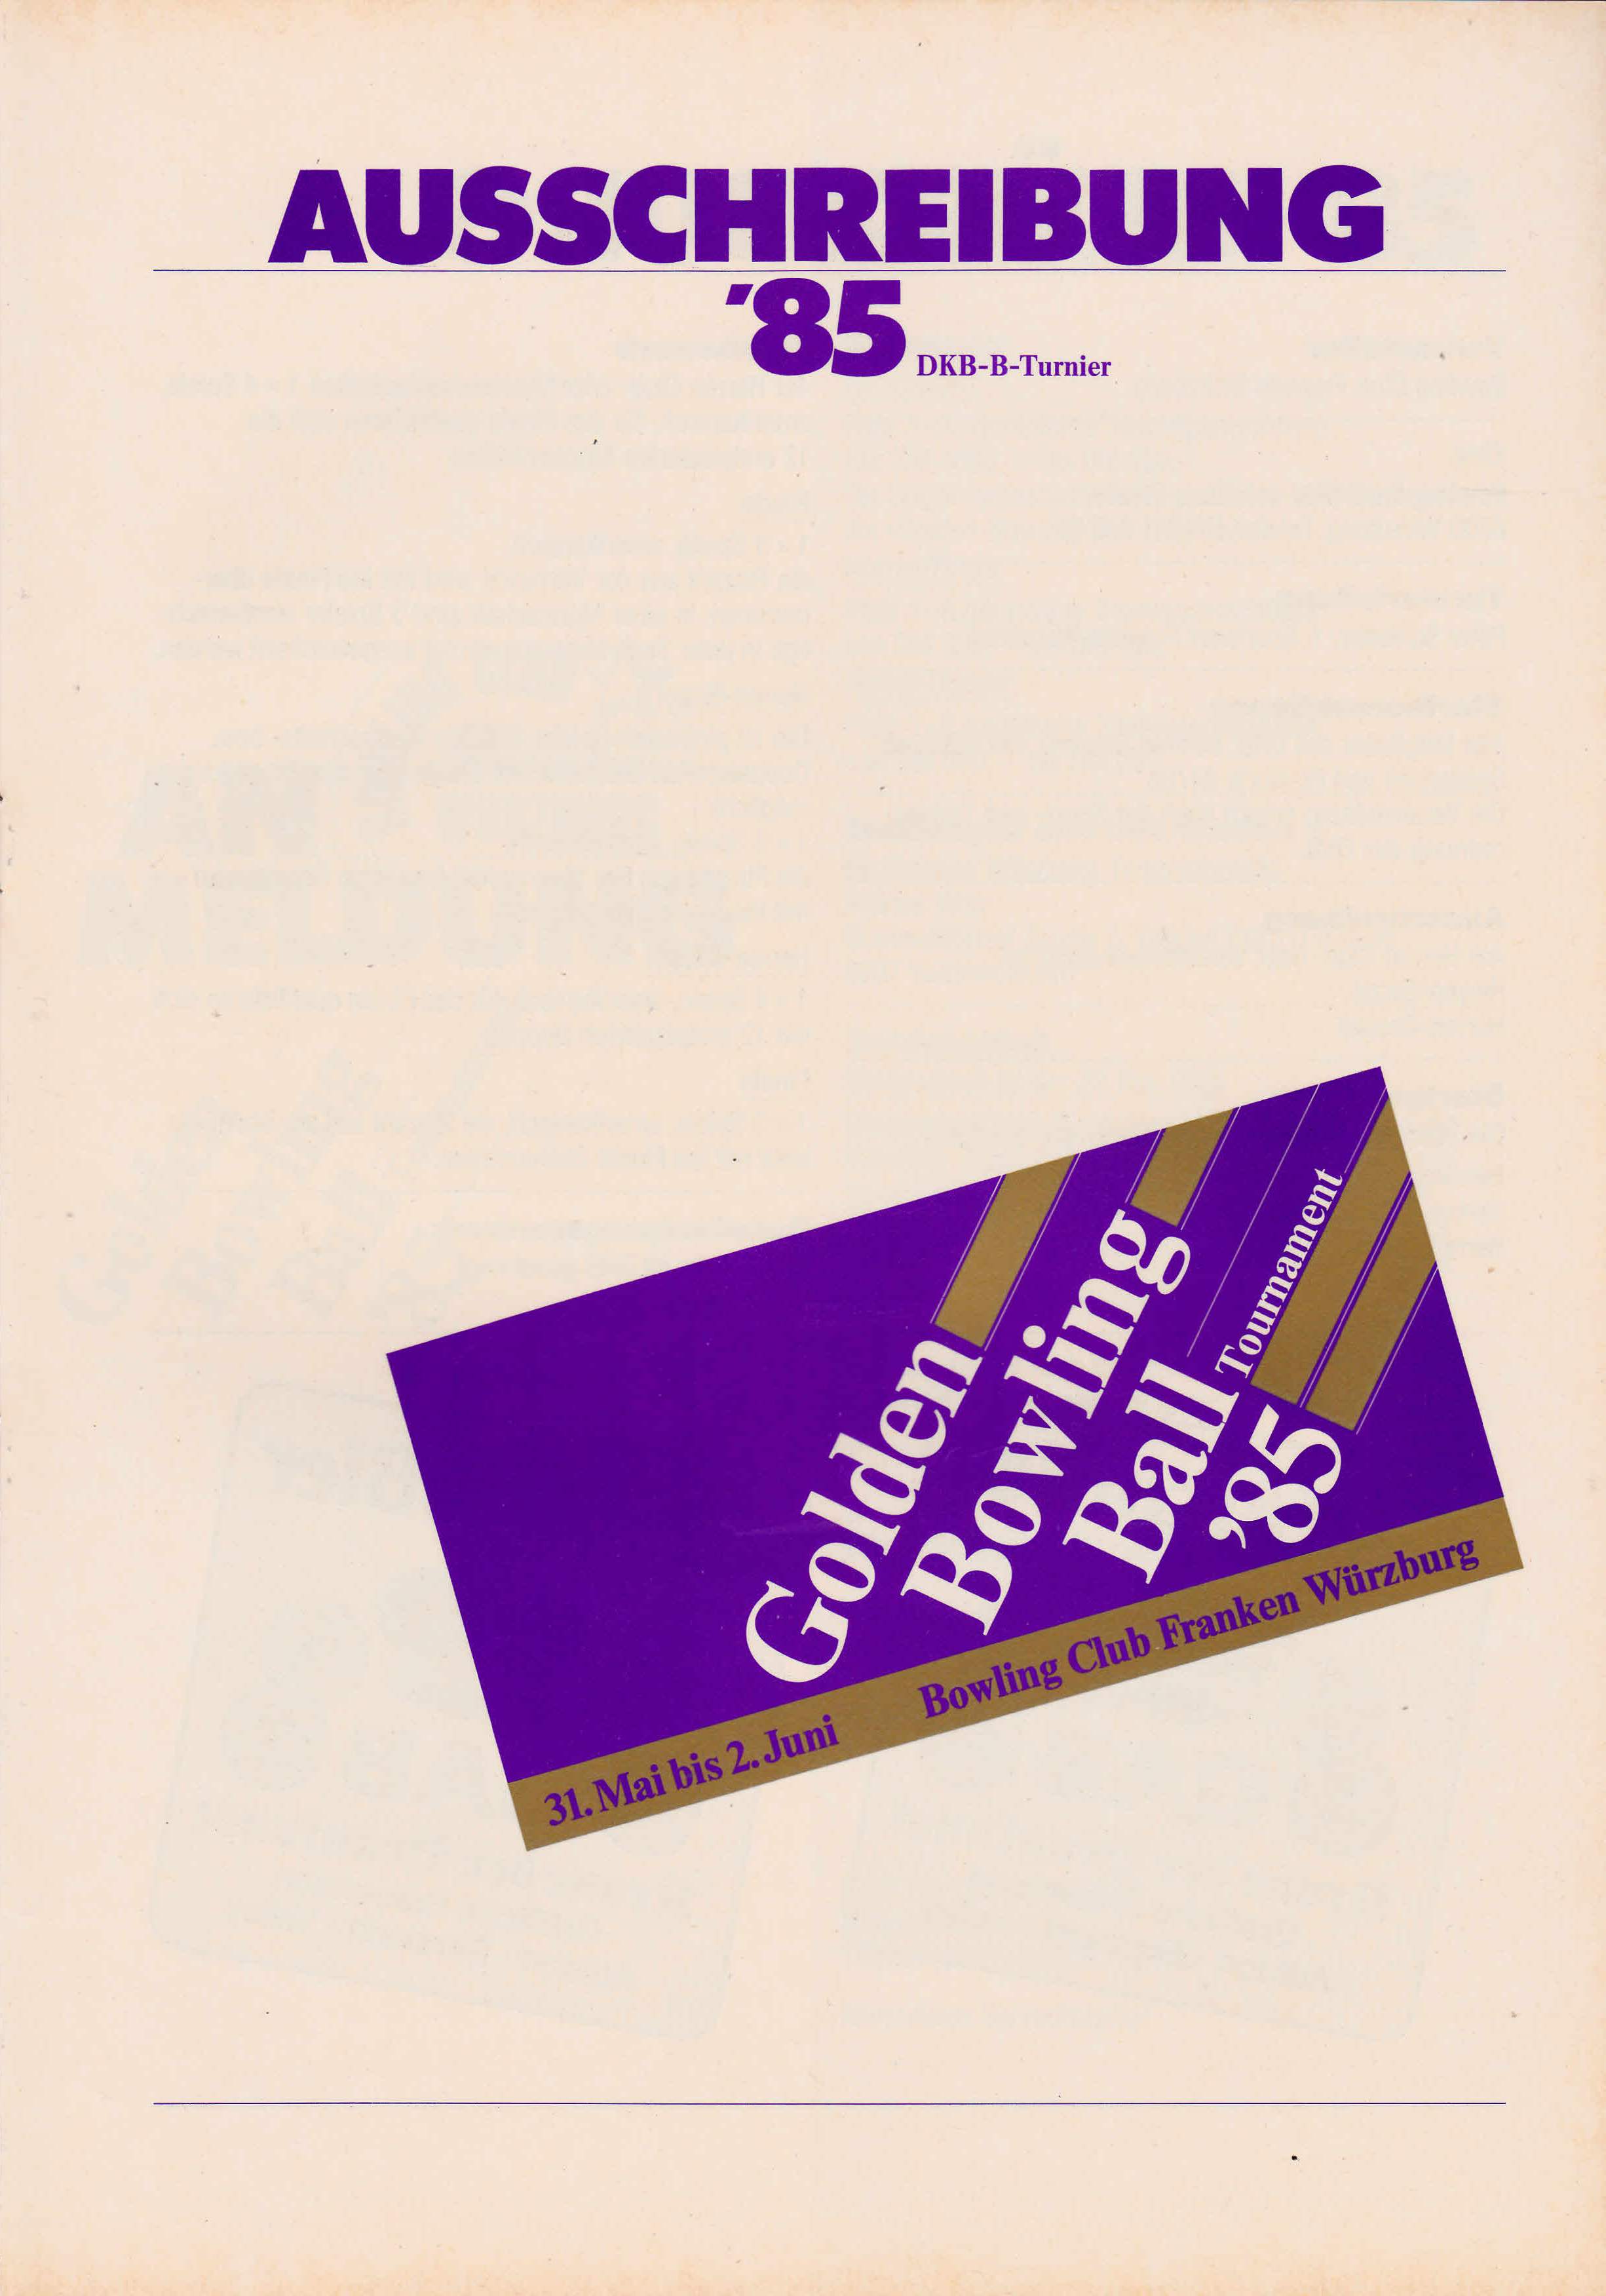 AUSSCHREIBUNG
'85 DKB-B-Turnier
Golden
Bowling
Ball Tournament
'85
31. Mai bis 2. Juni Bowling Club Franken Würzburg